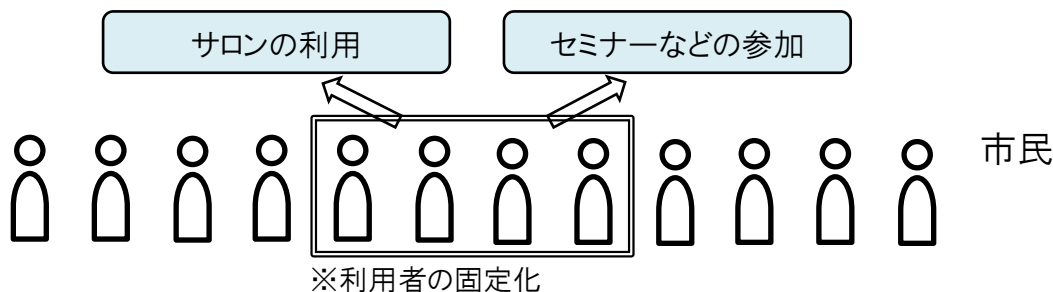 サロンの利用
セミナーなどの参加
市民
※利用者の固定化